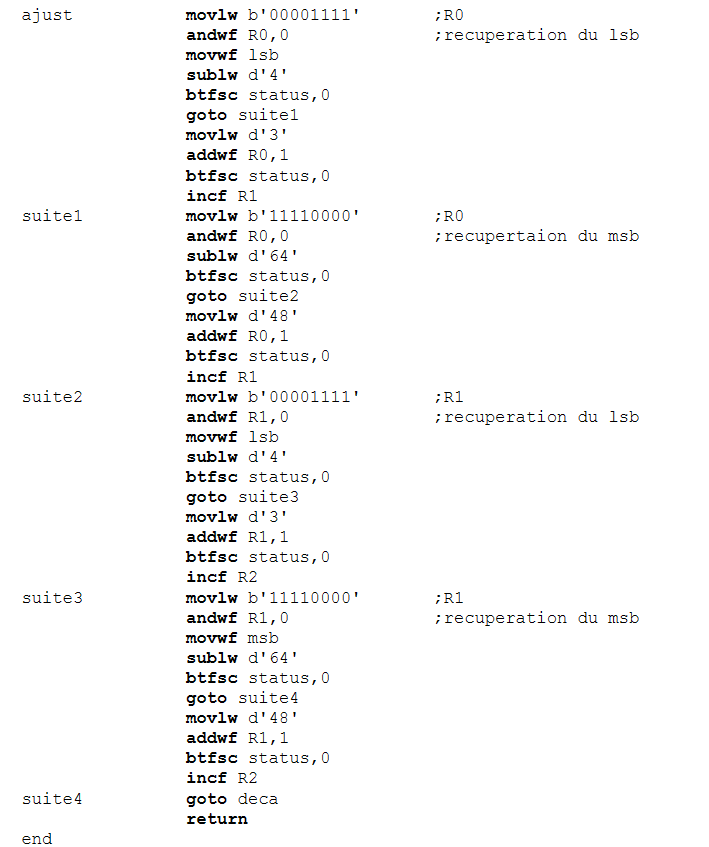 ajust movlw b'00001111' ;R0
andwf R0,0 ;recuperation du lsb
movwf lsb
sublw d'4'
btfsc status,0
goto suite1
movlw d'3'
addwf R0,1
btfsc status,0
incf R1
suite1 movlw b'11110000' ;R0
andwf R0,0 ;recupertaion du msb
sublw d'64'
btfsc status,0
goto suite2
movlw d'48'
addwf R0,1
btfsc status,0
incf R1
suite2 movlw b'00001111' ;R1
andwf R1,0 ;recuperation du lsb
movwf lsb
sublw d'4'
btfsc status,0
goto suite3
movlw d'3'
addwf R1,1
btfsc status,0
incf R2
suite3 movlw b'11110000' ;R1
andwf R1,0 ;recuperation du msb
movwf msb
sublw d'64'
btfsc status,0
goto suite4
movlw d'48'
addwf R1,1
btfsc status,0
incf R2
suite4 goto deca
return
end